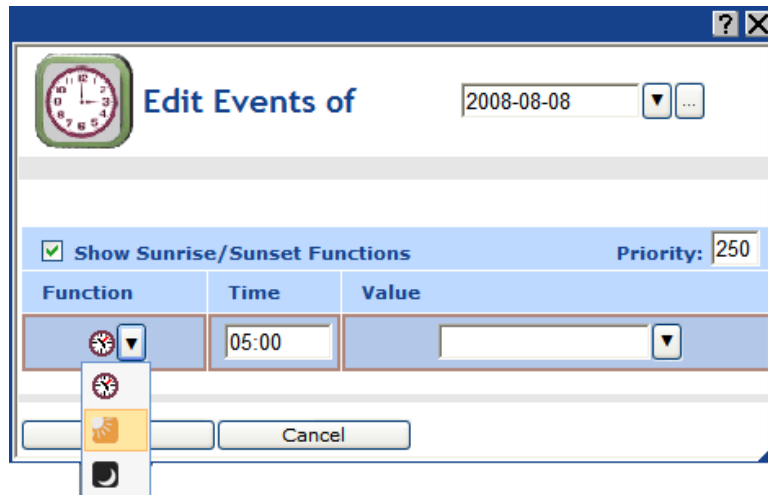 ?
Edit Events of
2008-08-08
...
Show Sunrise/Sunset Functions
Priority: 250
Function Time Value
05:00
Cancel